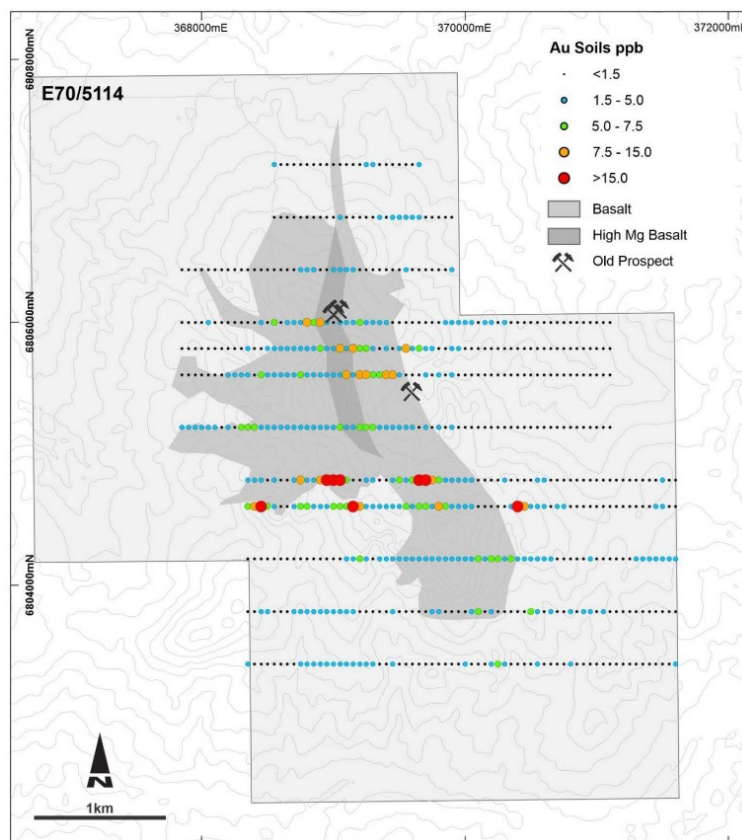 368000mE
370000mE
372000mE
6808000mN
6806000mN
6804000mN
E70/5114
Au Soils ppb
<1.5
1.5 - 5.0
5.0 - 7.5
7.5 - 15.0
>15.0
Basalt
High Mg Basalt
Old Prospect
N
1km